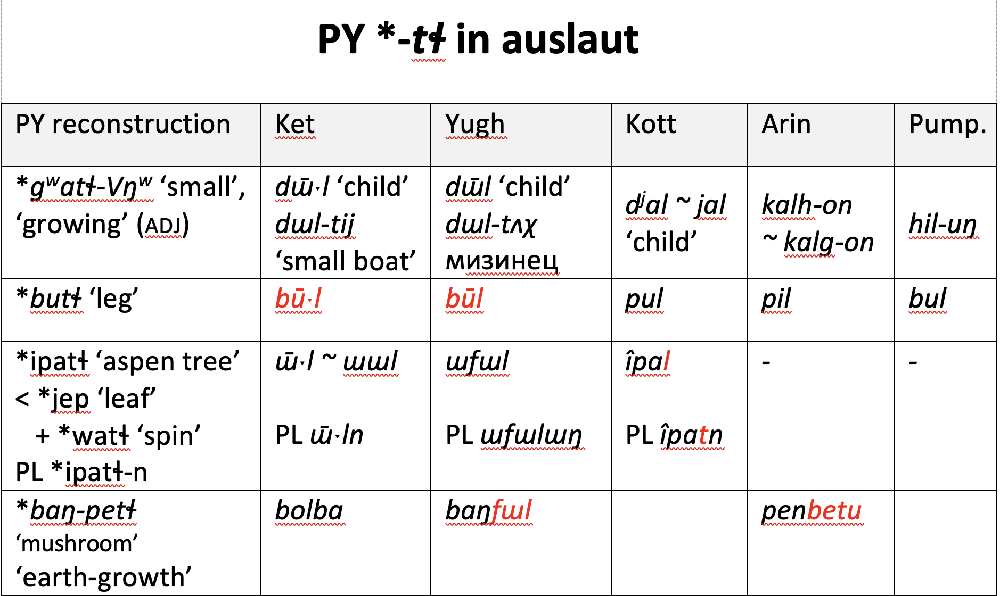 PY *-tɬ in auslaut
PY reconstruction
Ket
Yugh
Kott
Arin
Pump.
*gʷatɬ-Vŋʷ ‘small’,
‘growing’ (ADJ)
dɯ̄·l ‘child’
dɯl-tij
‘small boat’
dɯ̄l ‘child’
dɯl-tʌχ
мизинец
dʲal ~ jal
‘child’
kalh-on
~ kalg-on
hil-uŋ
*butɬ ‘leg’
bū·l
būl
pul
pil
bul
*ipatɬ ‘aspen tree’
< *jep ‘leaf’
+ *watɬ ‘spin’
PL *ipatɬ-n
ɯ̄·l ~ ɯɯl
PL ɯ̄·ln
ɯfɯl
PL ɯfɯlɯŋ
îpal
PL îpatn
-
-
*baŋ-petɬ
‘mushroom’
‘earth-growth’
bolba
baŋfɯl
penbetu